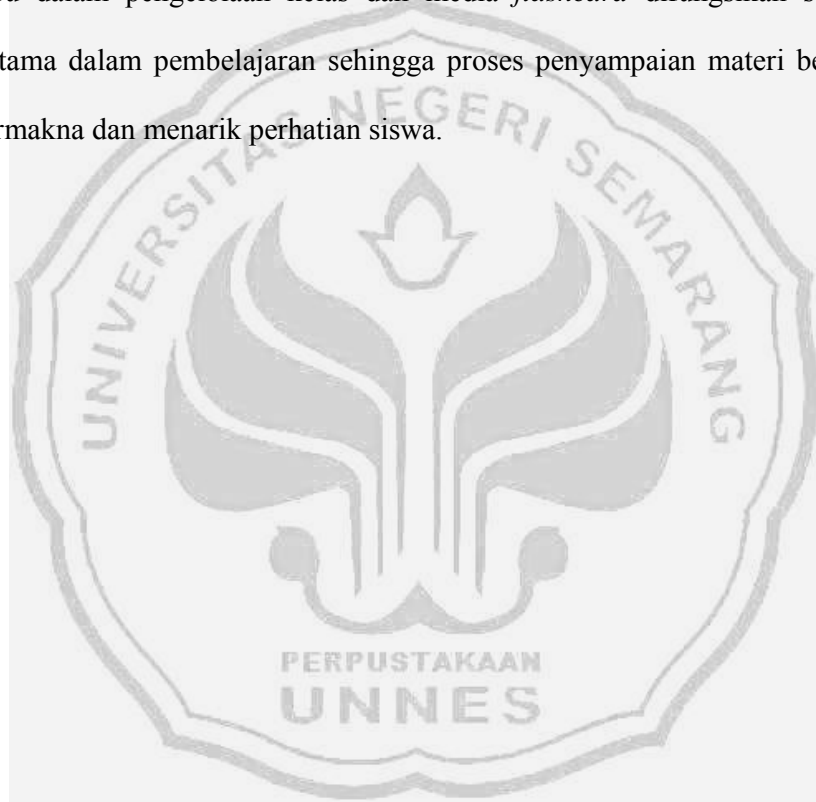 dalam pengelolaan kelas dan media flashcard difungsikan
dalam pembelajaran sehingga proses penyampaian materi
dan menarik perhatian siswa.
UNIVERSITAS NEGERI SEMARANG
PERPUSTAKAAN
UNNES